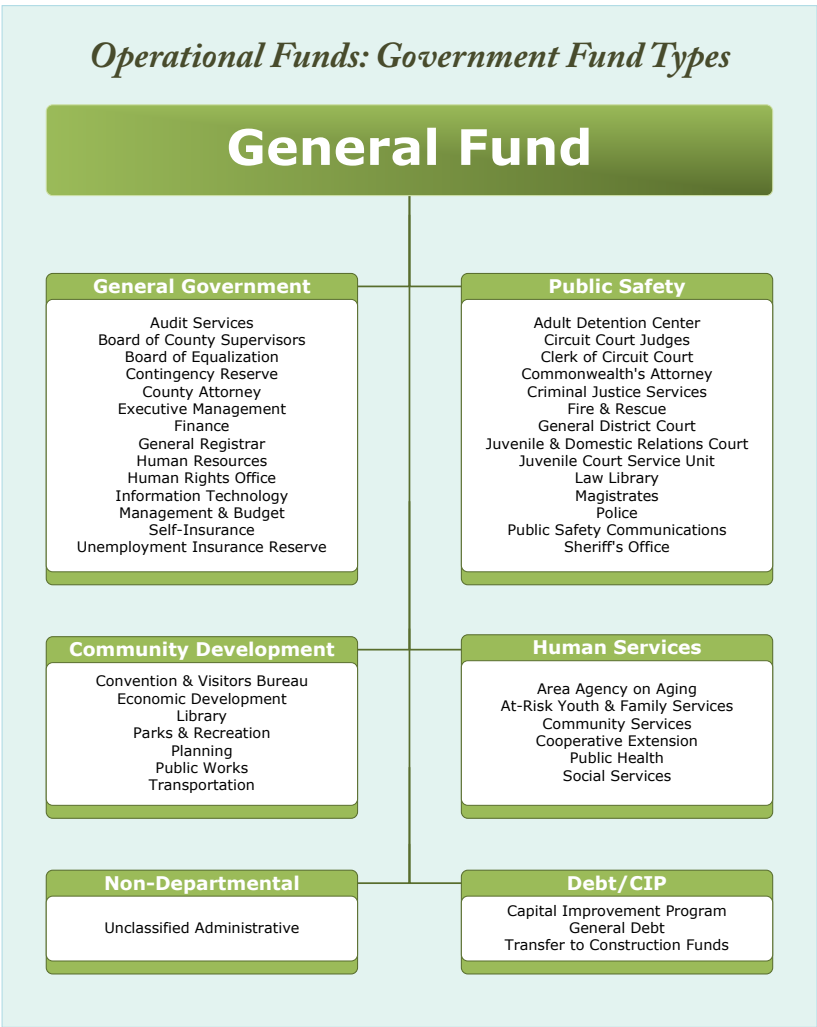 Operational Funds: Government Fund Types
General Fund
General Government
Audit Services
Board of County Supervisors
Board of Equalization
Contingency Reserve
County Attorney
Executive Management
Finance
General Registrar
Human Resources
Human Rights Office
Information Technology
Management & Budget
Self-Insurance
Unemployment Insurance Reserve
Public Safety
Adult Detention Center
Circuit Court Judges
Clerk of Circuit Court
Commonwealth's Attorney
Criminal Justice Services
Fire & Rescue
General District Court
Juvenile & Domestic Relations Court
Juvenile Court Service Unit
Law Library
Magistrates
Police
Public Safety Communications
Sheriff's Office
Community Development
Convention & Visitors Bureau
Economic Development
Library
Parks & Recreation
Planning
Public Works
Transportation
Human Services
Area Agency on Aging
At-Risk Youth & Family Services
Community Services
Cooperative Extension
Public Health
Social Services
Non-Departmental
Unclassified Administrative
Debt/CIP
Capital Improvement Program
General Debt
Transfer to Construction Funds